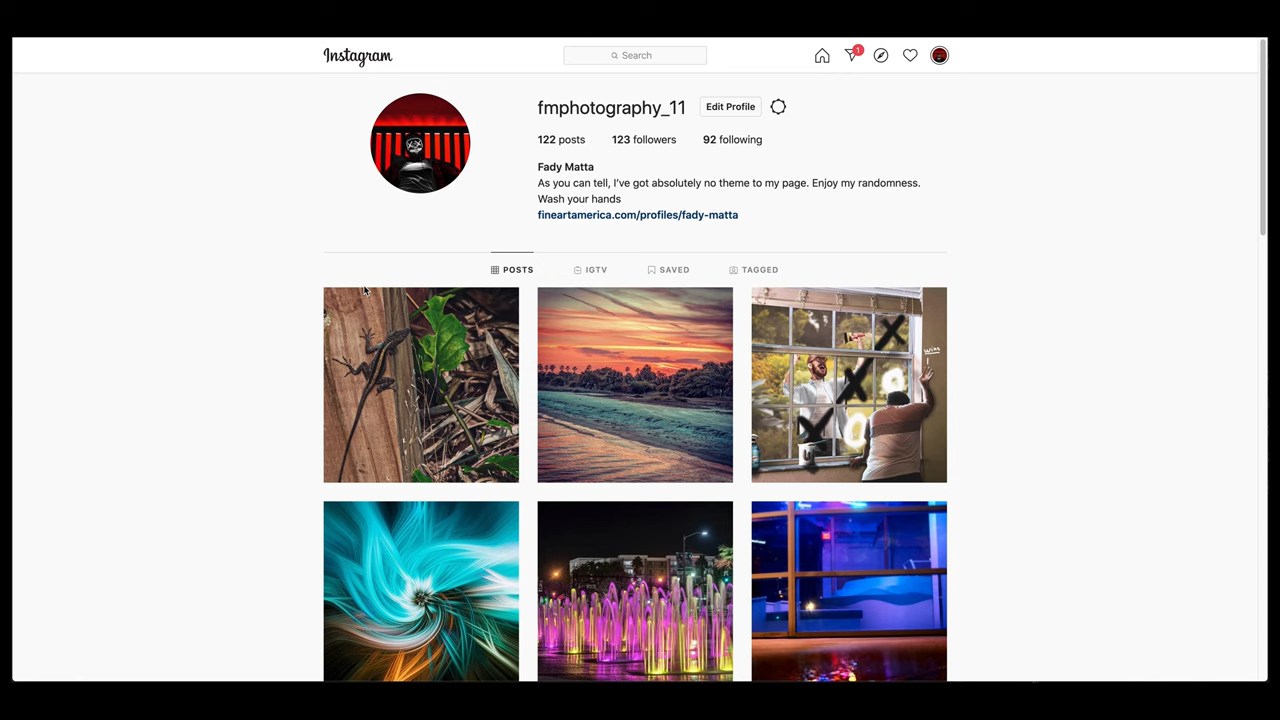 Instagram
Search
1
fmphotography_11 Edit Profile
122 posts 123 followers 92 following
Fady Matta
As you can tell, I've got absolutely no theme to my page. Enjoy my randomness.
Wash your hands
fineartamerica.com/profiles/fady-matta
POSTS IGTV SAVED TAGGED
wins
X
X O
X O